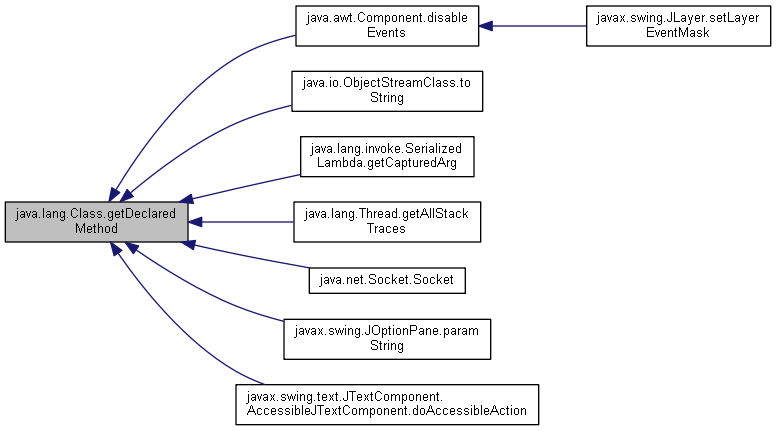 java.awt.Component.disable
Events
javax.swing.JLayer.setLayer
EventMask
java.io.ObjectStreamClass.to
String
java.lang.invoke.Serialized
Lambda.getCapturedArg
java.lang.Class.getDeclared
Method
java.lang.Thread.getAllStack
Traces
java.net.Socket.Socket
javax.swing.JOptionPane.param
String
javax.swing.text.JTextComponent.
AccessibleJTextComponent.doAccessibleAction